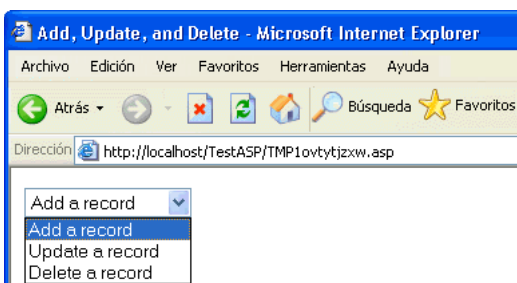 Add, Update, and Delete - Microsoft Internet Explorer
Archivo Edición Ver Favoritos Herramientas Ayuda
Atrás Búsqueda Favoritos
Dirección http://localhost/TestASP/TMP1ovtytjzxw.asp
Add a record
Add a record
Update a record
Delete a record